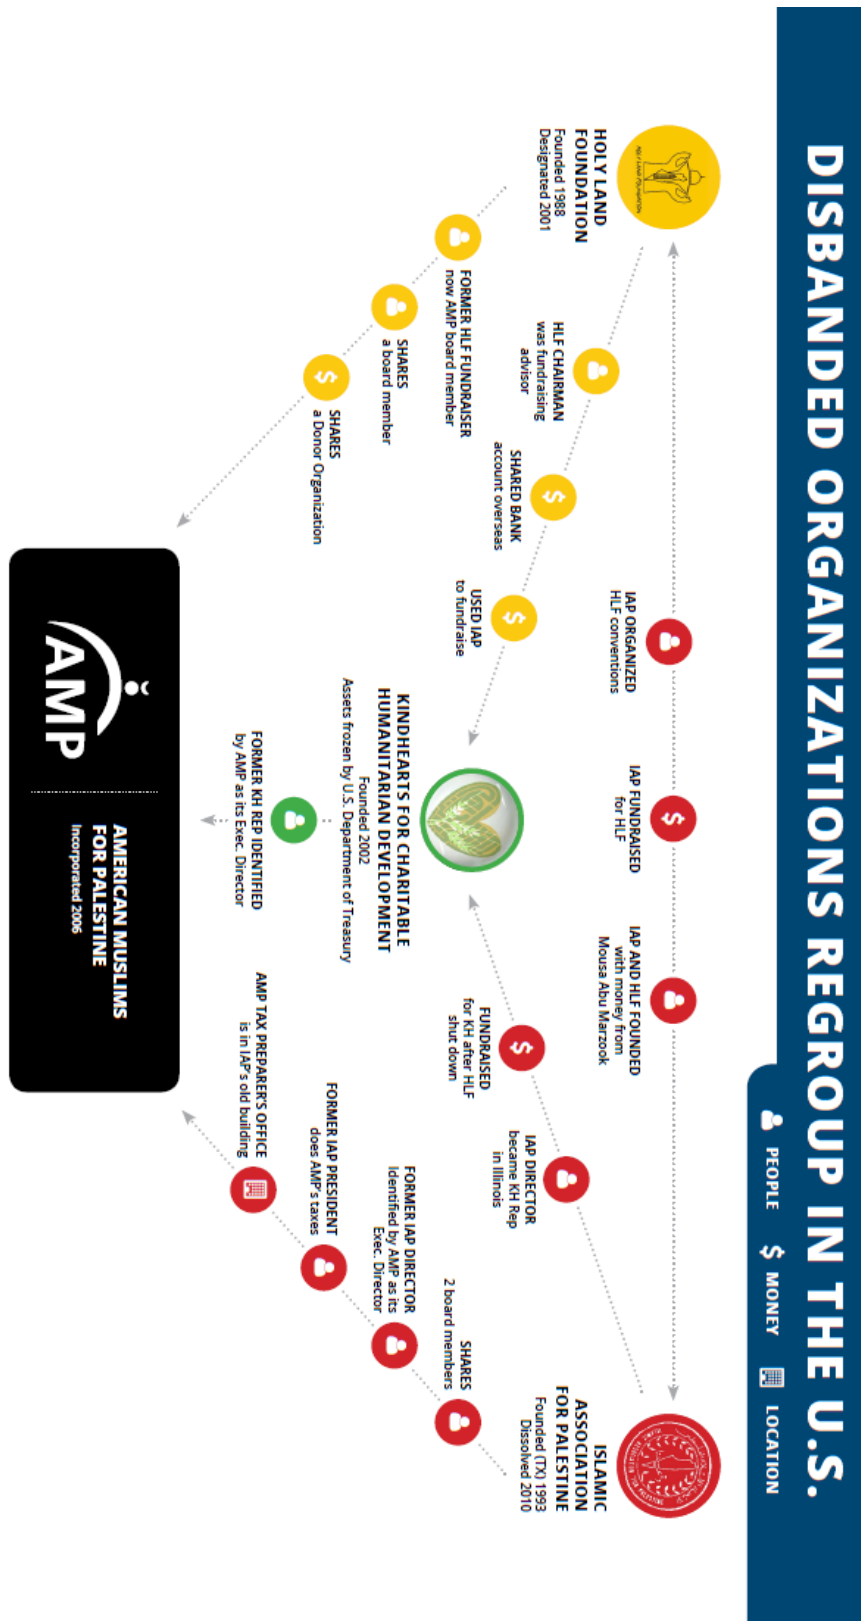 DISBANDED ORGANIZATIONS REGROUP IN THE U.S.
PEOPLE
$ MONEY
LOCATION
HOLY LAND FOUNDATION
HOLY LAND
FOUNDATION
Founded 1988
Designated 2001
IAP ORGANIZED
HLF conventions
$
IAP FUNDRAISED
for HLF
IAP AND HLF FOUNDED
with money from
Mousa Abu Marzook
ISLAMIC
ASSOCIATION
FOR PALESTINE
Founded (TX) 1993
Dissolved 2010
HLF CHAIRMAN
was fundraising
advisor
$
SHARED BANK
account overseas
$
USED IAP
to fundraise
$
FUNDRAISED
for KH after HLF
shut down
IAP DIRECTOR
became KH Rep
in Illinois
KINDHEARTS FOR CHARITABLE
HUMANITARIAN DEVELOPMENT
Founded 2002
Assets frozen by U.S. Department of Treasury
FORMER HLF FUNDRAISER
now AMP board member
SHARES
a board member
$
SHARES
a Donor Organization
FORMER KH REP IDENTIFIED
by AMP as its Exec. Director
SHARES
2 board members
FORMER IAP DIRECTOR
Identified by AMP as its
Exec. Director
FORMER IAP PRESIDENT
does AMP's taxes
AMP TAX PREPARER'S OFFICE
is in IAP's old building
AMP
AMERICAN MUSLIMS
FOR PALESTINE
Incorporated 2006